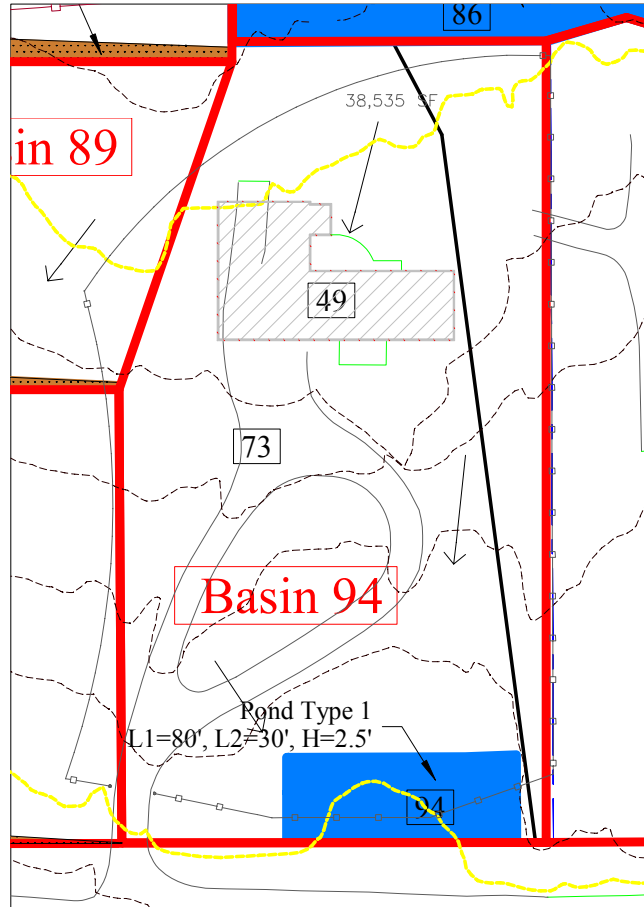 86
38,535 SF
in 89
49
73
Basin 94
Pond Type 1
L1=80', L2=30', H=2.5'
94